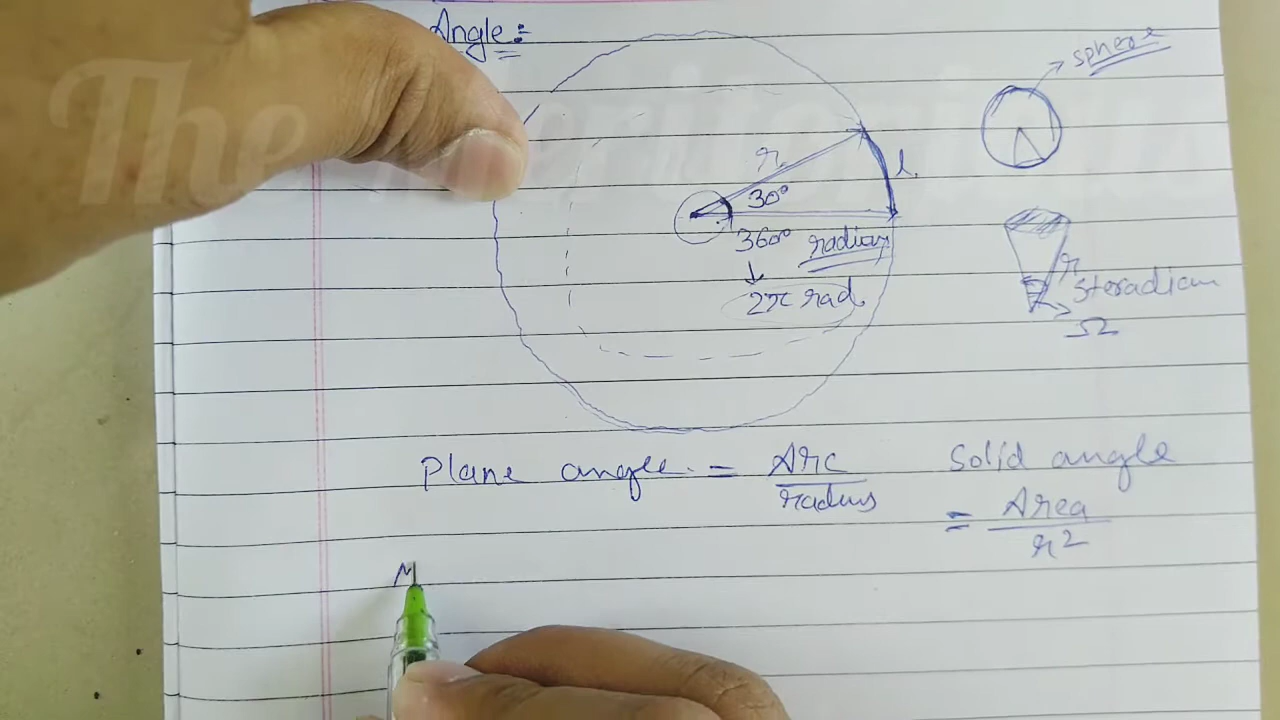 Angle:
sphere
r
l
30°
360° radian
2π rad
r
steradian
Ω
Plane angle = Arc
radius
Solid angle
= Area
r2